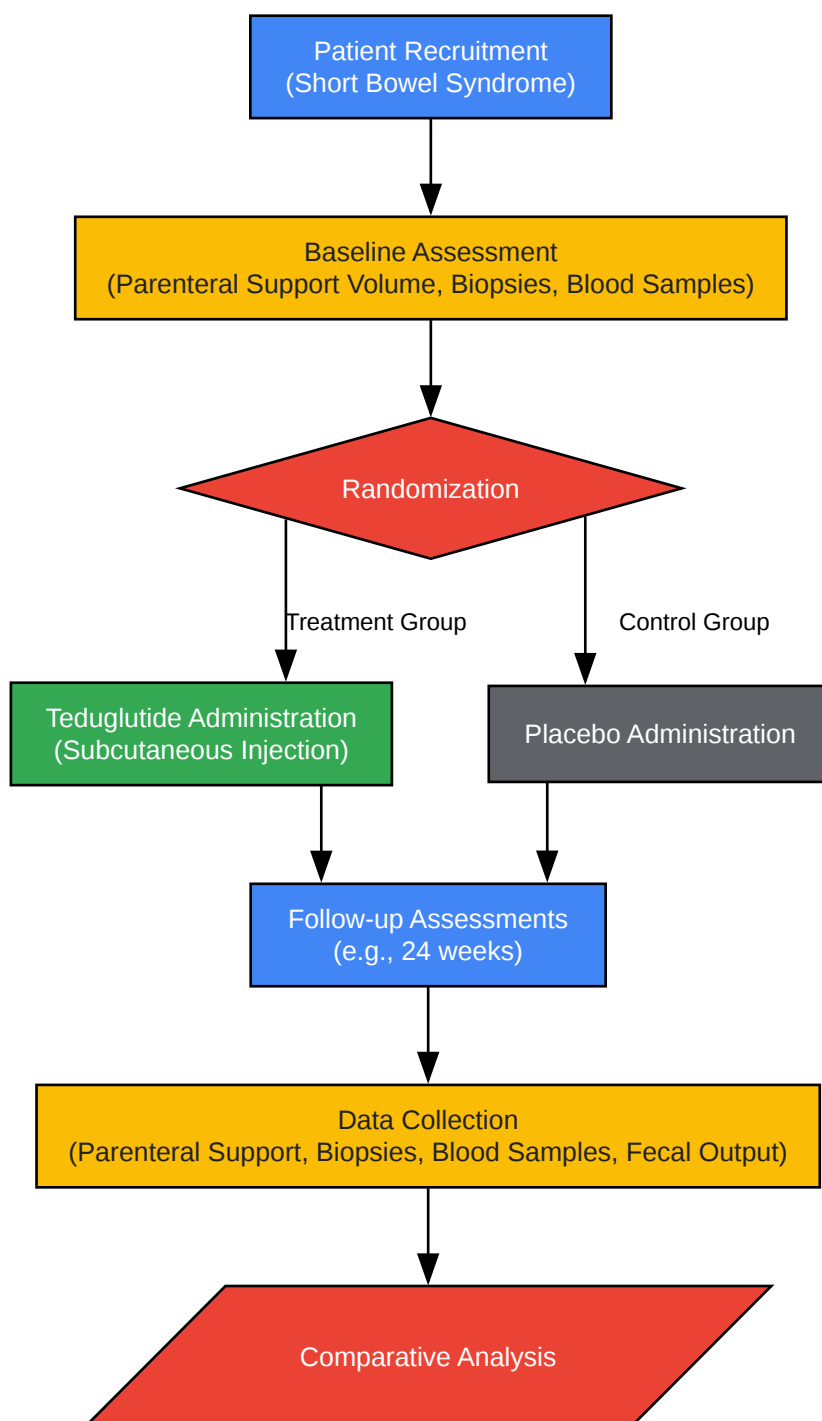 Patient Recruitment
(Short Bowel Syndrome)
Baseline Assessment
(Parenteral Support Volume, Biopsies, Blood Samples)
Randomization
Treatment Group
Control Group
Teduglutide Administration
(Subcutaneous Injection)
Placebo Administration
Follow-up Assessments
(e.g., 24 weeks)
Data Collection
(Parenteral Support, Biopsies, Blood Samples, Fecal Output)
Comparative Analysis